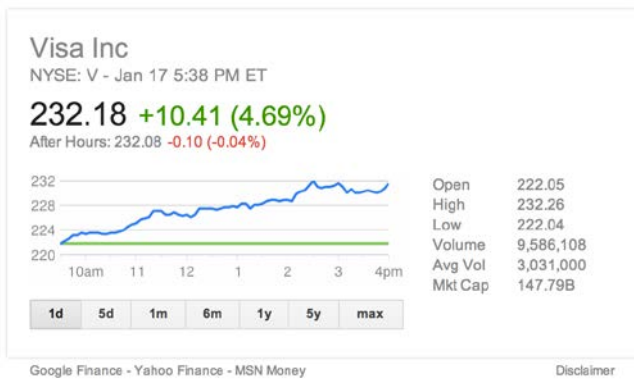 Visa Inc
NYSE: V - Jan 17 5:38 PM ET
232.18 +10.41 (4.69%)
After Hours: 232.08 -0.10 (-0.04%)
232
228
224
220
10am 11 12 1 2 3 4pm
Open 222.05
High 232.26
Low 222.04
Volume 9,586,108
Avg Vol 3,031,000
Mkt Cap 147.79B
1d 5d 1m 6m 1y 5y max
Google Finance - Yahoo Finance - MSN Money Disclaimer